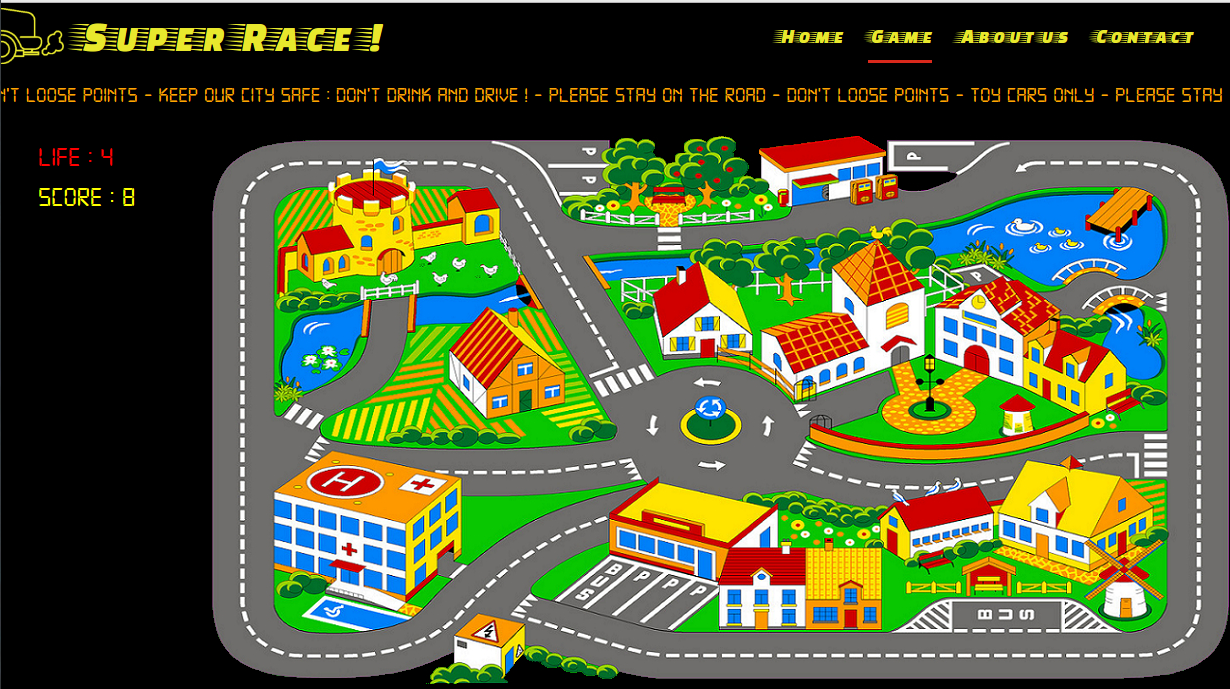 SUPER RACE !
HOME GAME ABOUT US CONTACT
'T LOOSE POINTS - KEEP OUR CITY SAFE : DON'T DRINK AND DRIVE ! - PLEASE STAY ON THE ROAD - DON'T LOOSE POINTS - TOY CARS ONLY - PLEASE STAY
LIFE : 4
SCORE : 8
P
P
P
P
H
BUS P P P
BUS